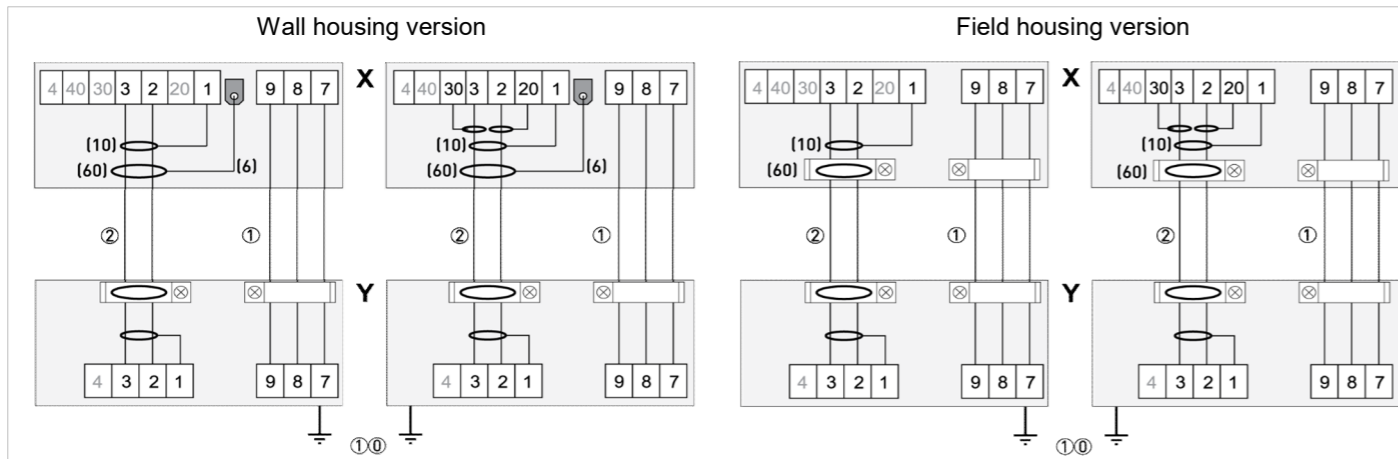 Wall housing version Field housing version
4 40 30 3 2 20 1 9 8 7 X 4 40 30 3 2 20 1 9 8 7 4 40 30 3 2 20 1 9 8 7 X 4 40 30 3 2 20 1 9 8 7
(10) (10) (10) (10)
(60) (6) (60) (6) (60) (60)
② ① ② ① ② ① ② ①
Y Y
4 3 2 1 9 8 7 4 3 2 1 9 8 7 4 3 2 1 9 8 7 4 3 2 1 9 8 7
①⓪ ①⓪